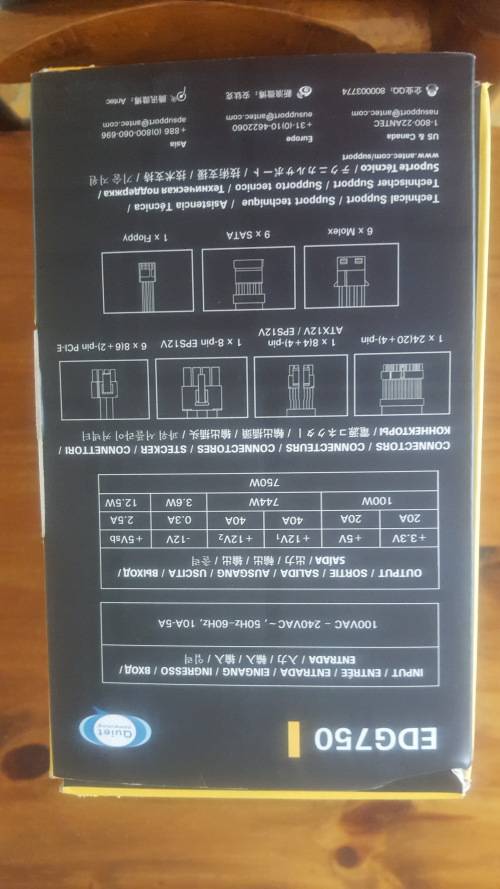 EDG750
Quiet
Computing
INPUT / ENTRÉE / ENTRADA / EINGANG / INGRESSO / ВХОД /
ENTRADA / 入力 / 輸入 / 输入 / 입력
100VAC – 240VAC~, 50Hz–60Hz, 10A-5A
OUTPUT / SORTIE / SALIDA / AUSGANG / USCITA / ВЫХОД /
SAÍDA / 出力 / 輸出 / 输出 / 출력
+3.3V +5V +12V1 +12V2 -12V +5Vsb
20A 20A 40A 40A 0.3A 2.5A
100W 744W 3.6W 12.5W
750W
CONNECTORS / CONNECTEURS / CONECTORES / STECKER / CONNETTORI /
КОННЕКТОРЫ / 電源コネクター / 輸出插頭 / 输出插头 / 파워 서플라이 커넥터
1 x 24(20+4)-pin 1 x 8(4+4)-pin 1 x 8-pin EPS12V 6 x 8(6+2)-pin PCI-E
ATX12V / EPS12V
6 x Molex 9 x SATA 1 x Floppy
Technical Support / Support technique / Asistencia Técnica /
Technischer Support / Supporto tecnico / Техническая поддержка /
Suporte Técnico / テクニカルサポート / 技術支援 / 技术支持 / 기술지원
www.antec.com/support
US & Canada Europe Asia
1-800-22ANTEC +31-(0)10-4622060 +886 (0)800-060-696
nasupport@antec.com eusupport@antec.com apsupport@antec.com
企业QQ: 800003774 新浪微博: 安钛克 腾讯微博: Antec